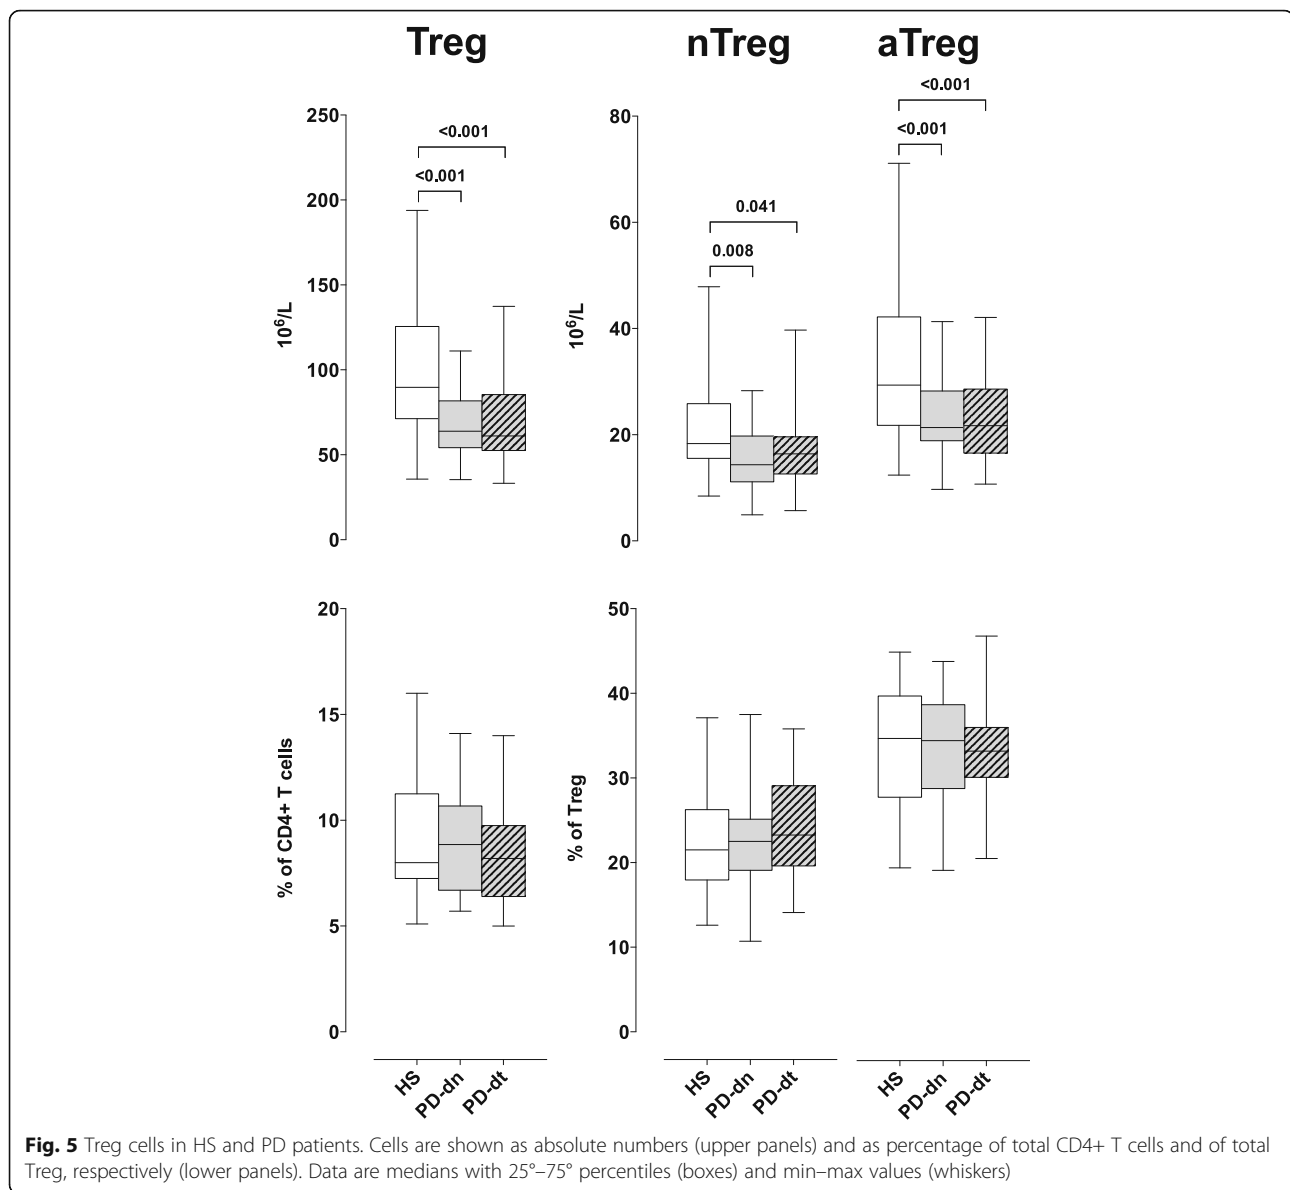 Treg
nTreg
aTreg
250
200
150
100
50
0
10⁶/L
<0.001
<0.001
80
60
40
20
0
10⁶/L
0.041
0.008
<0.001
<0.001
20
15
10
5
0
% of CD4+ T cells
HS
PD-dn
PD-dt
50
40
30
20
10
0
% of Treg
HS
PD-dn
PD-dt
HS
PD-dn
PD-dt
Fig. 5 Treg cells in HS and PD patients. Cells are shown as absolute numbers (upper panels) and as percentage of total CD4+ T cells and of total
Treg, respectively (lower panels). Data are medians with 25°–75° percentiles (boxes) and min–max values (whiskers)